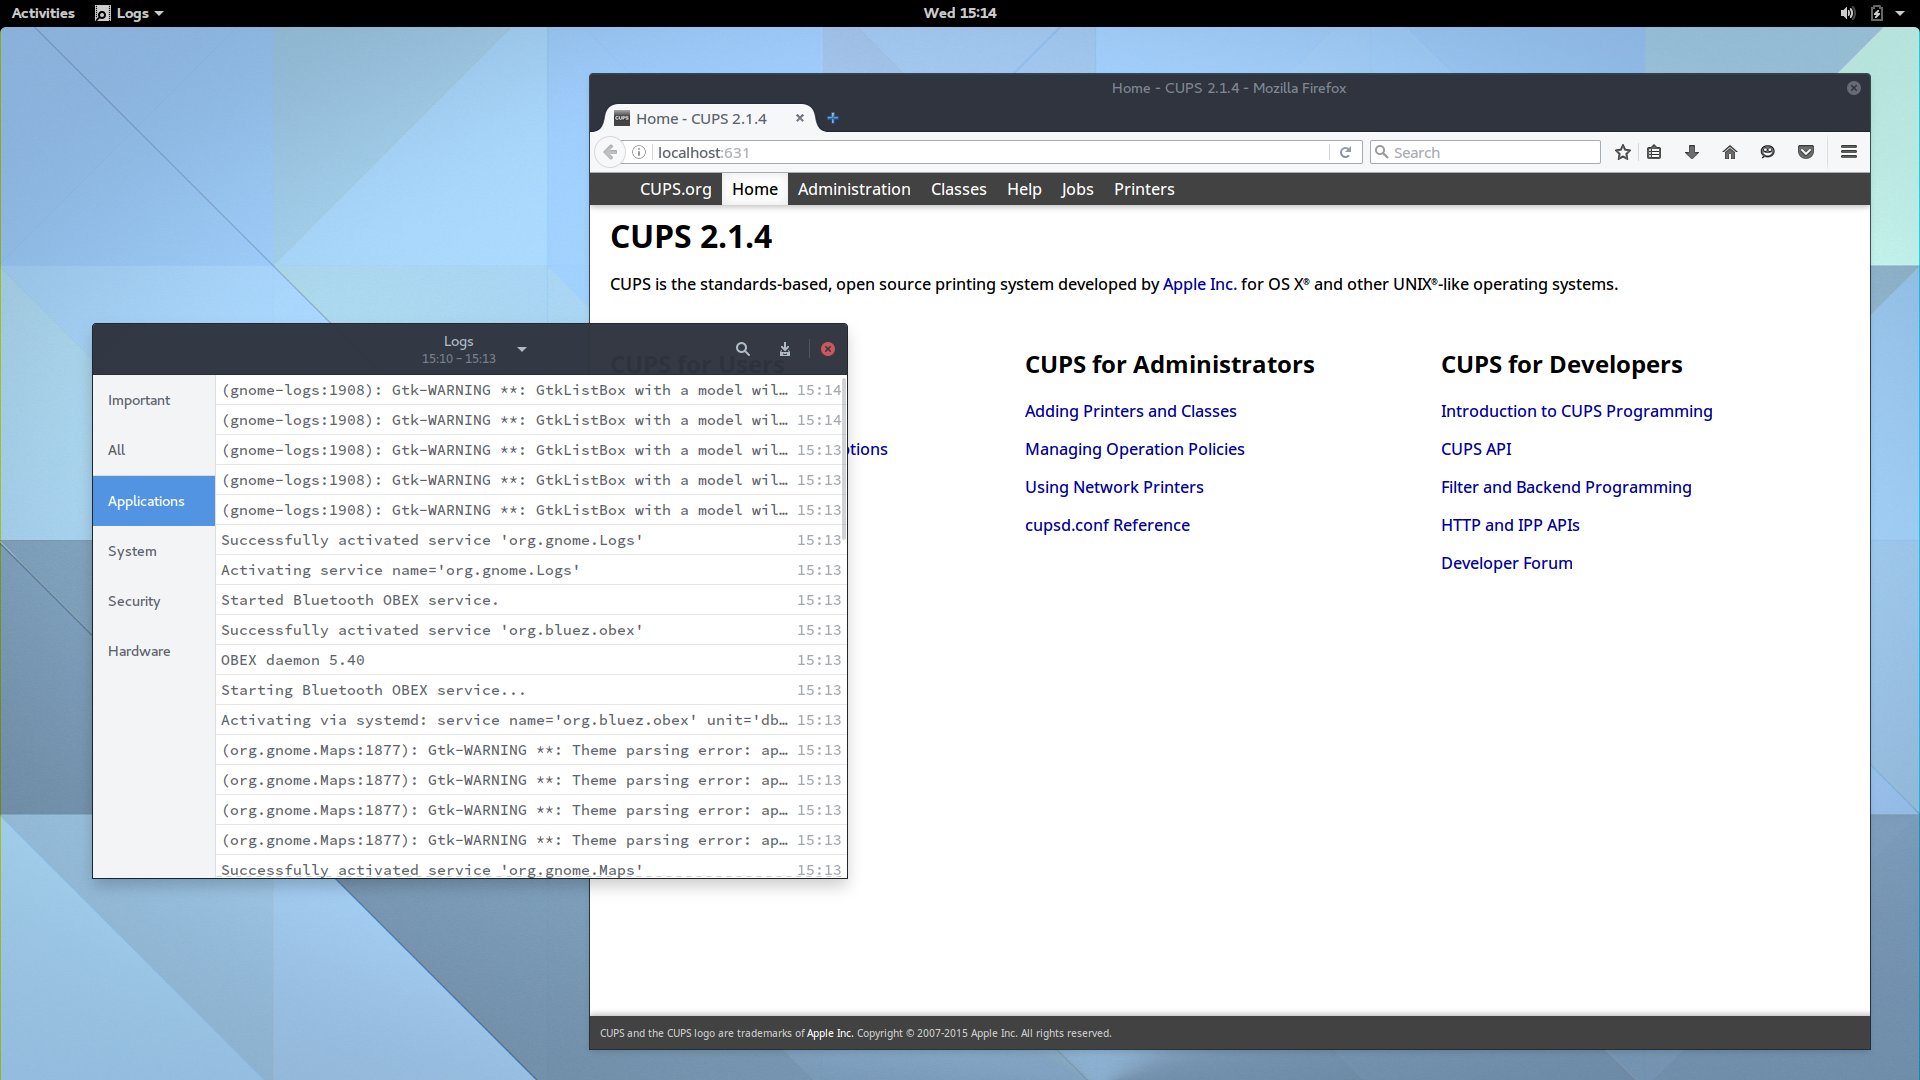 Activities Logs Wed 15:14
Home - CUPS 2.1.4 - Mozilla Firefox
CUPS Home - CUPS 2.1.4
localhost:631 Search
CUPS.org Home Administration Classes Help Jobs Printers
CUPS 2.1.4
CUPS is the standards-based, open source printing system developed by Apple Inc. for OS X® and other UNIX®-like operating systems.
CUPS for Users
tions
CUPS for Administrators
Adding Printers and Classes
Managing Operation Policies
Using Network Printers
cupsd.conf Reference
CUPS for Developers
Introduction to CUPS Programming
CUPS API
Filter and Backend Programming
HTTP and IPP APIs
Developer Forum
CUPS and the CUPS logo are trademarks of Apple Inc. Copyright © 2007-2015 Apple Inc. All rights reserved.
Logs
15:10 – 15:13
Important
All
Applications
System
Security
Hardware
(gnome-logs:1908): Gtk-WARNING **: GtkListBox with a model wil… 15:14
(gnome-logs:1908): Gtk-WARNING **: GtkListBox with a model wil… 15:14
(gnome-logs:1908): Gtk-WARNING **: GtkListBox with a model wil… 15:13
(gnome-logs:1908): Gtk-WARNING **: GtkListBox with a model wil… 15:13
(gnome-logs:1908): Gtk-WARNING **: GtkListBox with a model wil… 15:13
Successfully activated service 'org.gnome.Logs' 15:13
Activating service name='org.gnome.Logs' 15:13
Started Bluetooth OBEX service. 15:13
Successfully activated service 'org.bluez.obex' 15:13
OBEX daemon 5.40 15:13
Starting Bluetooth OBEX service... 15:13
Activating via systemd: service name='org.bluez.obex' unit='db… 15:13
(org.gnome.Maps:1877): Gtk-WARNING **: Theme parsing error: ap… 15:13
(org.gnome.Maps:1877): Gtk-WARNING **: Theme parsing error: ap… 15:13
(org.gnome.Maps:1877): Gtk-WARNING **: Theme parsing error: ap… 15:13
(org.gnome.Maps:1877): Gtk-WARNING **: Theme parsing error: ap… 15:13
Successfully activated service 'org.gnome.Maps' 15:13